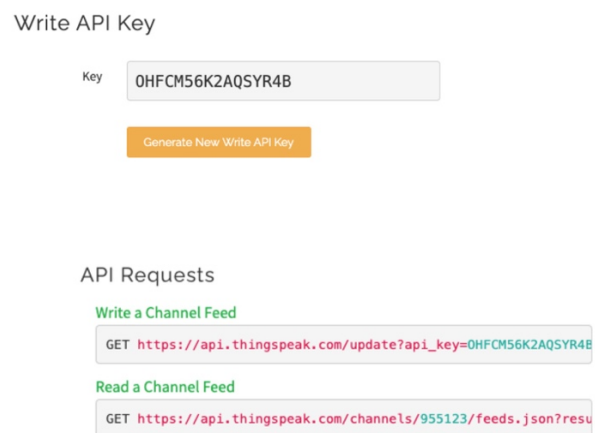 Write API Key
Key
OHFCM56K2AQSYR4B
Generate New Write API Key
API Requests
Write a Channel Feed
GET https://api.thingspeak.com/update?api_key=OHFCM56K2AQSYR4B
Read a Channel Feed
GET https://api.thingspeak.com/channels/955123/feeds.json?resu